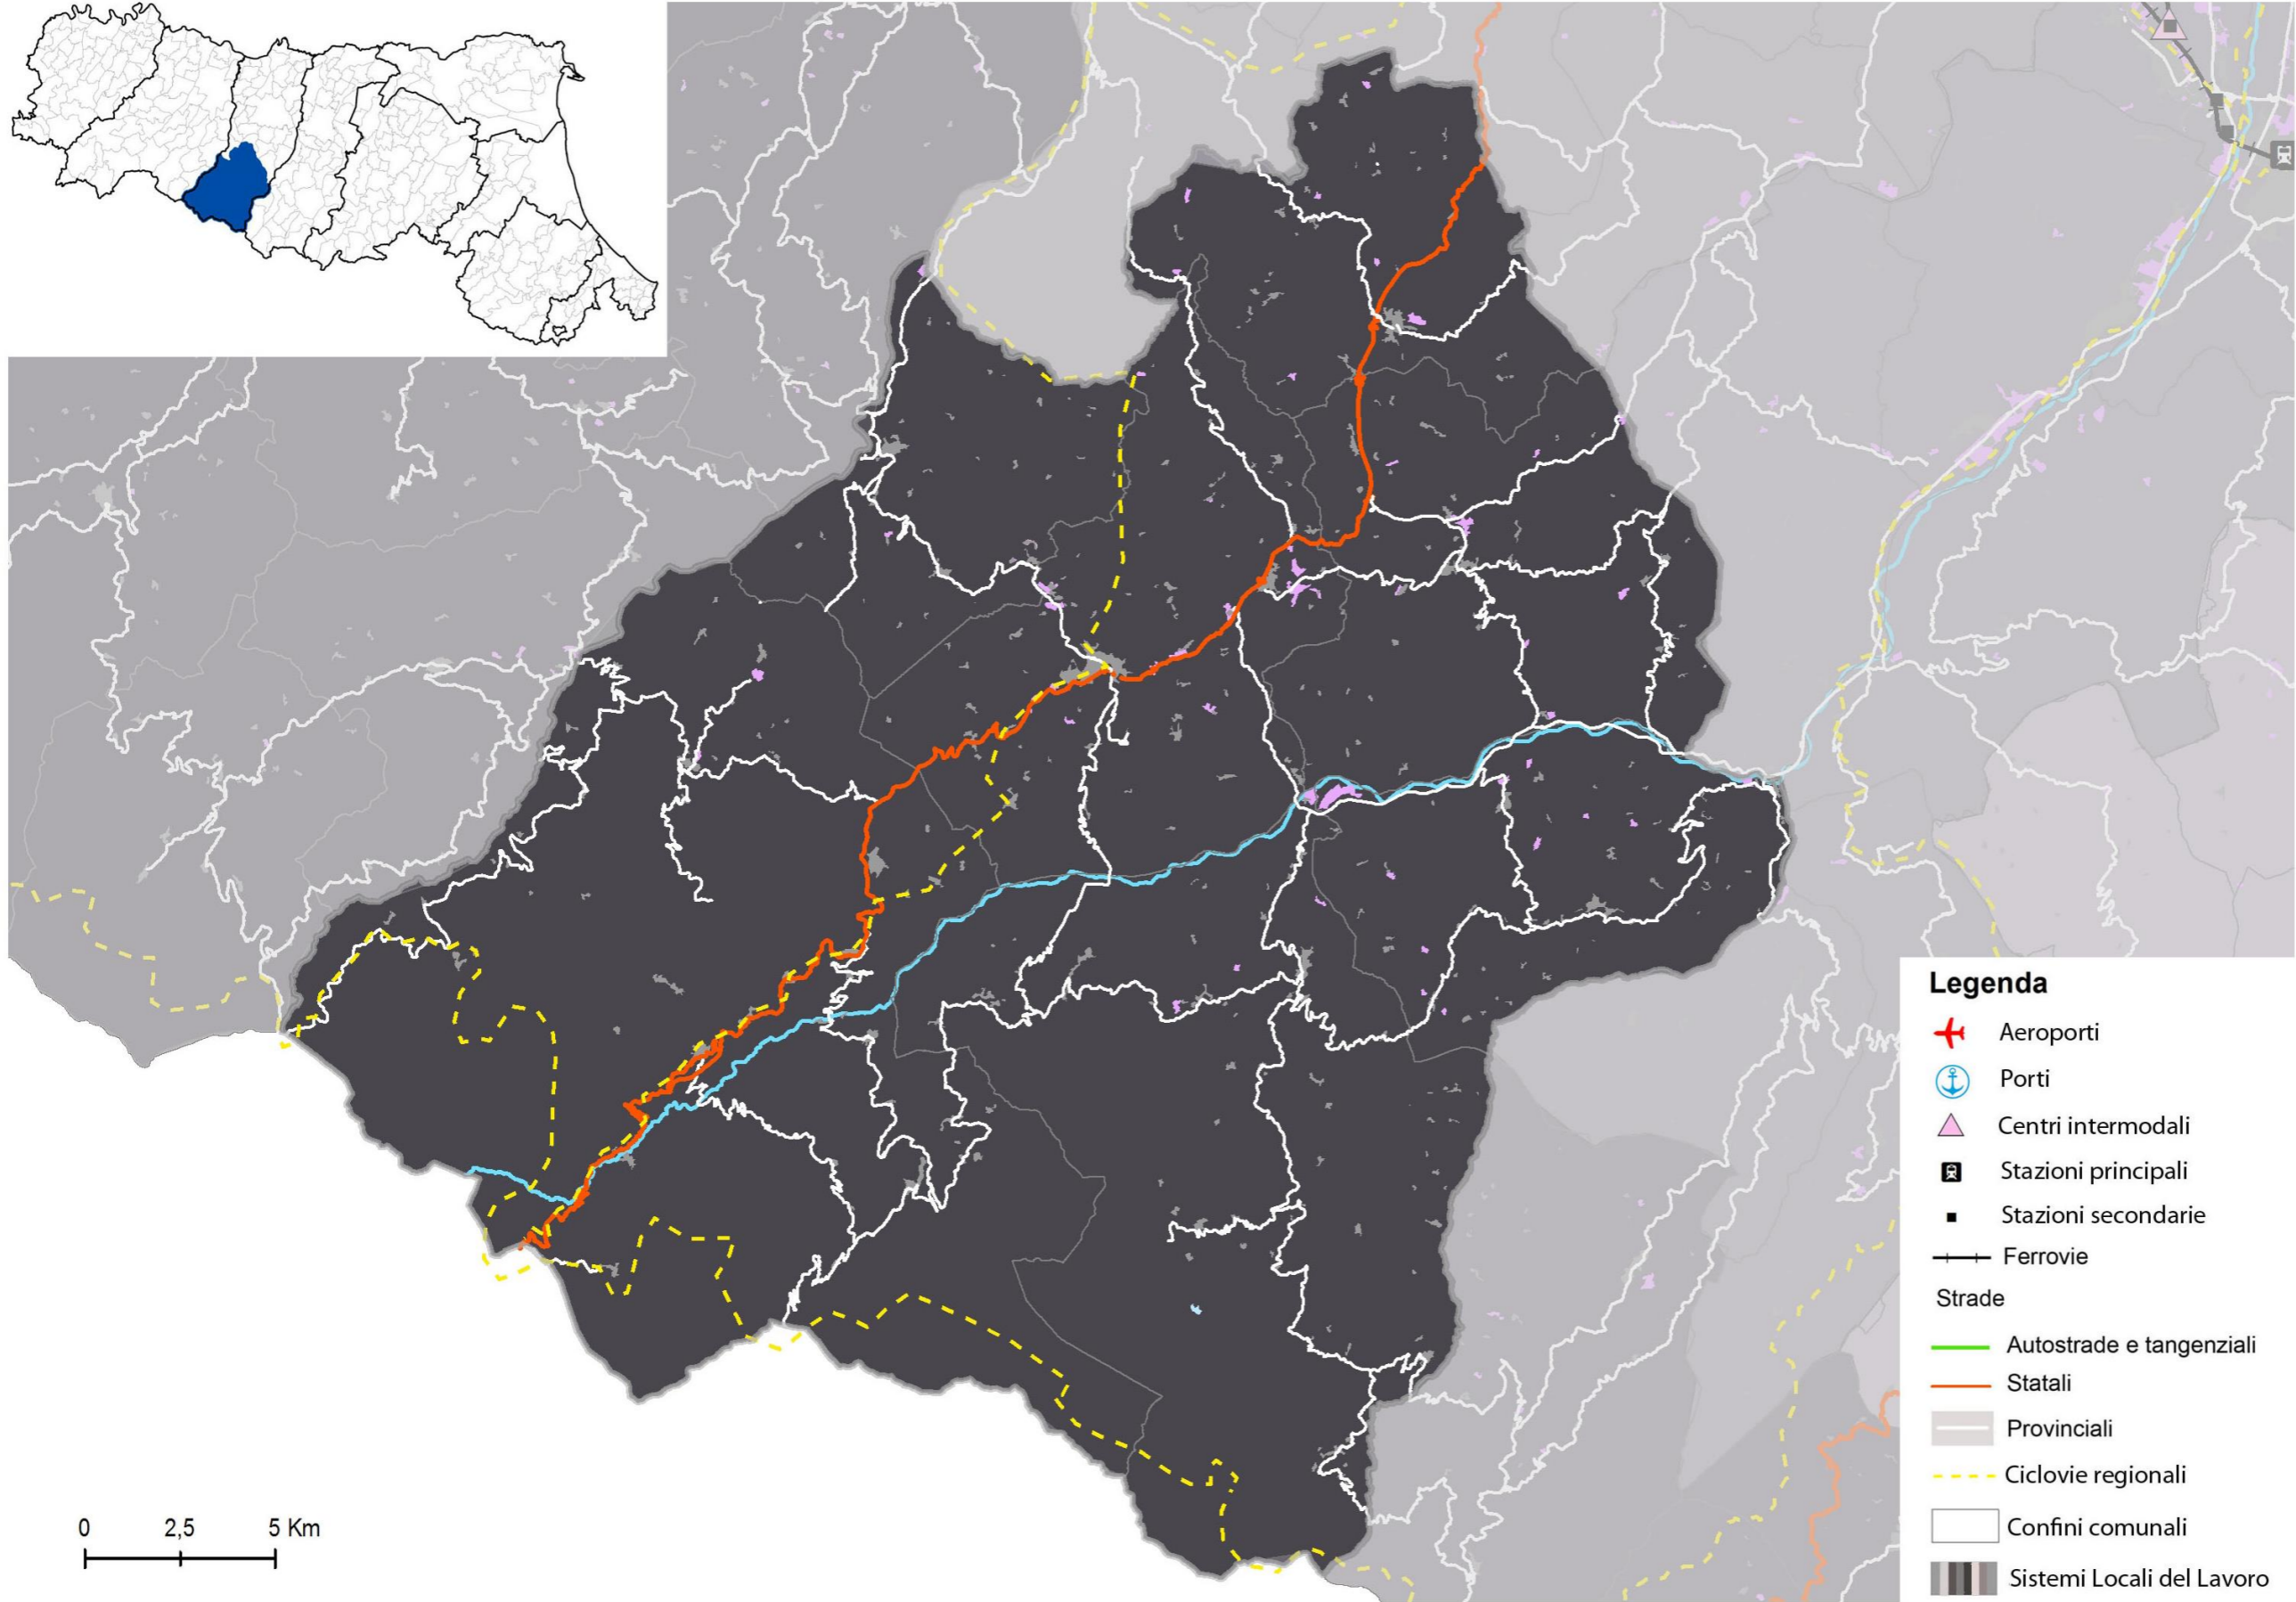 Legenda
Aeroporti
Porti
Centri intermodali
Stazioni principali
Stazioni secondarie
Ferrovie
Strade
Autostrade e tangenziali
Statali
Provinciali
Ciclovie regionali
Confini comunali
Sistemi Locali del Lavoro
0 2,5 5 Km